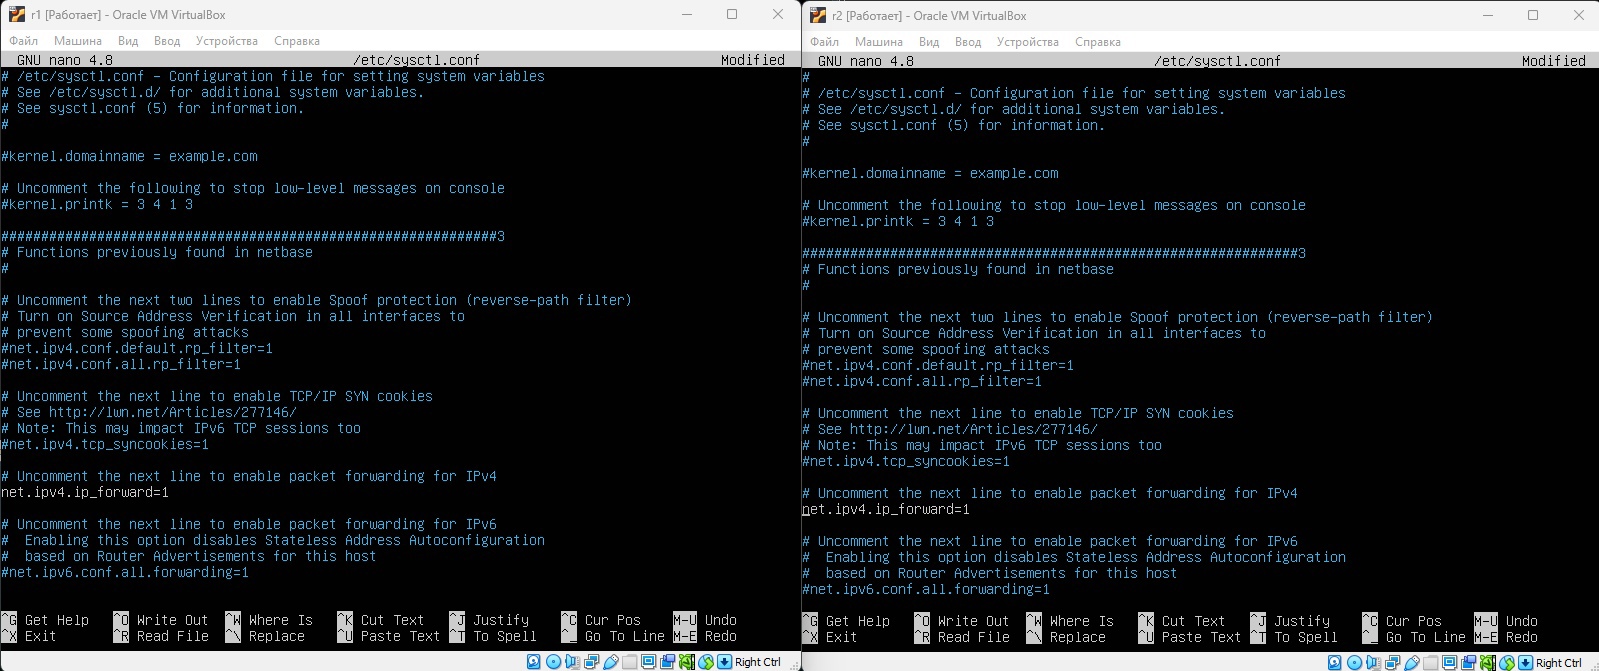 r1 [Работает] - Oracle VM VirtualBox
Файл Машина Вид Ввод Устройства Справка
GNU nano 4.8 /etc/sysctl.conf Modified
# /etc/sysctl.conf - Configuration file for setting system variables
# See /etc/sysctl.d/ for additional system variables.
# See sysctl.conf (5) for information.
#
#kernel.domainname = example.com
# Uncomment the following to stop low-level messages on console
#kernel.printk = 3 4 1 3
##############################################################3
# Functions previously found in netbase
#
# Uncomment the next two lines to enable Spoof protection (reverse-path filter)
# Turn on Source Address Verification in all interfaces to
# prevent some spoofing attacks
#net.ipv4.conf.default.rp_filter=1
#net.ipv4.conf.all.rp_filter=1
# Uncomment the next line to enable TCP/IP SYN cookies
# See http://lwn.net/Articles/277146/
# Note: This may impact IPv6 TCP sessions too
#net.ipv4.tcp_syncookies=1
# Uncomment the next line to enable packet forwarding for IPv4
net.ipv4.ip_forward=1
# Uncomment the next line to enable packet forwarding for IPv6
#  Enabling this option disables Stateless Address Autoconfiguration
#  based on Router Advertisements for this host
#net.ipv6.conf.all.forwarding=1
^G Get Help ^O Write Out ^W Where Is ^K Cut Text ^J Justify ^C Cur Pos M-U Undo
^X Exit ^R Read File ^\ Replace ^U Paste Text ^T To Spell ^_ Go To Line M-E Redo
Right Ctrl
r2 [Работает] - Oracle VM VirtualBox
Файл Машина Вид Ввод Устройства Справка
GNU nano 4.8 /etc/sysctl.conf Modified
#
# /etc/sysctl.conf - Configuration file for setting system variables
# See /etc/sysctl.d/ for additional system variables.
# See sysctl.conf (5) for information.
#
#kernel.domainname = example.com
# Uncomment the following to stop low-level messages on console
#kernel.printk = 3 4 1 3
##############################################################3
# Functions previously found in netbase
#
# Uncomment the next two lines to enable Spoof protection (reverse-path filter)
# Turn on Source Address Verification in all interfaces to
# prevent some spoofing attacks
#net.ipv4.conf.default.rp_filter=1
#net.ipv4.conf.all.rp_filter=1
# Uncomment the next line to enable TCP/IP SYN cookies
# See http://lwn.net/Articles/277146/
# Note: This may impact IPv6 TCP sessions too
#net.ipv4.tcp_syncookies=1
# Uncomment the next line to enable packet forwarding for IPv4
net.ipv4.ip_forward=1
# Uncomment the next line to enable packet forwarding for IPv6
#  Enabling this option disables Stateless Address Autoconfiguration
#  based on Router Advertisements for this host
#net.ipv6.conf.all.forwarding=1
^G Get Help ^O Write Out ^W Where Is ^K Cut Text ^J Justify ^C Cur Pos M-U Undo
^X Exit ^R Read File ^\ Replace ^U Paste Text ^T To Spell ^_ Go To Line M-E Redo
Right Ctrl